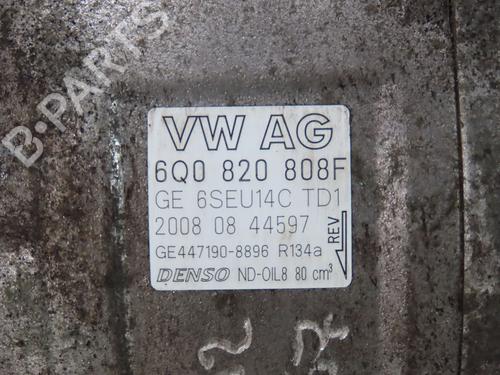 B-PARTS
VW AG
6Q0 820 808F
GE 6SEU14C TD1
2008 08 44597
REV
GE447190-8896 R134a
DENSO ND-OIL8 80 cm³